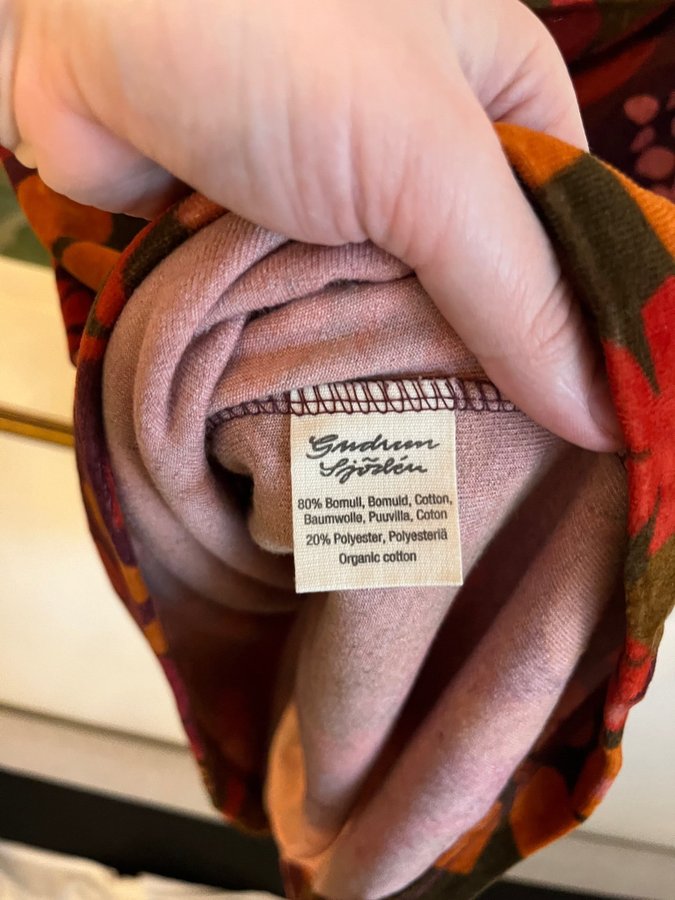 Gudrun
Sjödén
80% Bomull, Bomuld, Cotton,
Baumwolle, Puuvilla, Coton
20% Polyester, Polyesteriä
Organic cotton